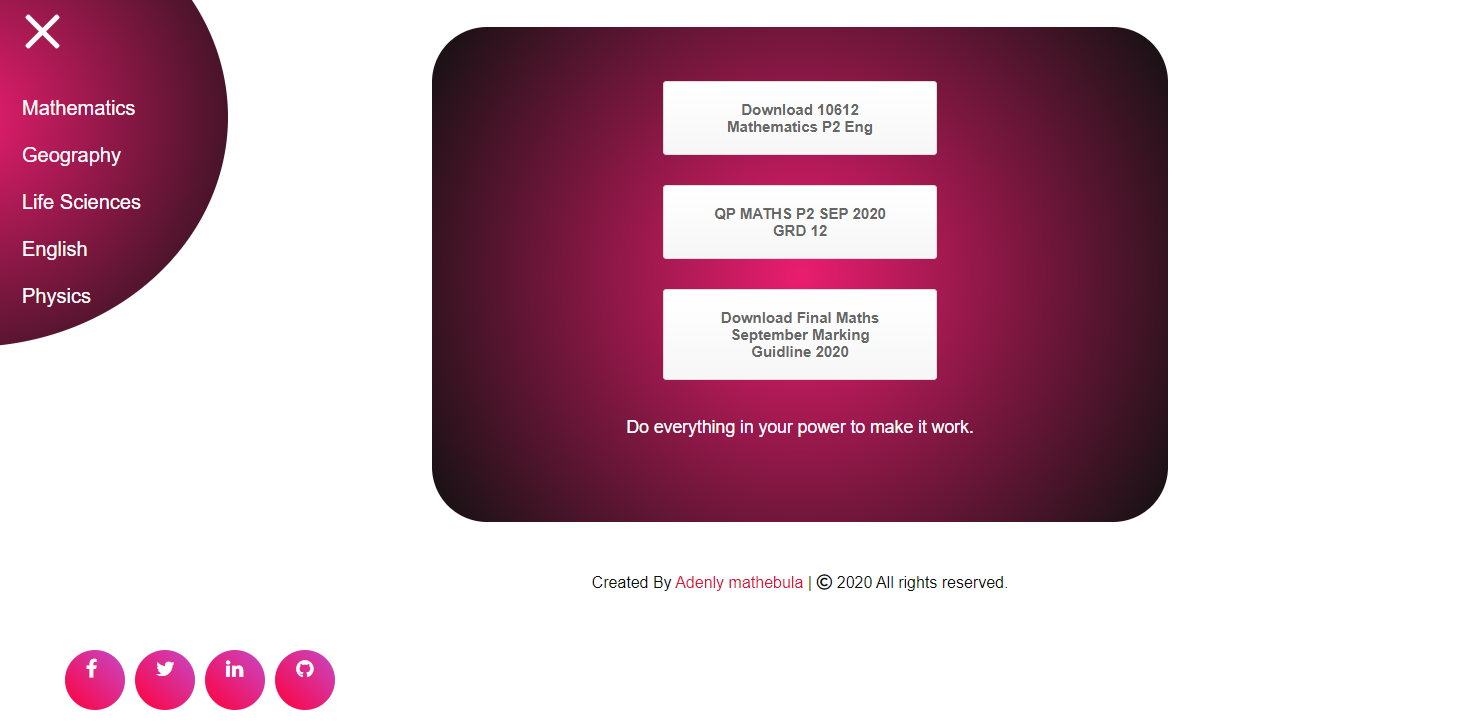 Mathematics
Geography
Life Sciences
English
Physics
Download 10612
Mathematics P2 Eng
QP MATHS P2 SEP 2020
GRD 12
Download Final Maths
September Marking
Guidline 2020
Do everything in your power to make it work.
Created By Adenly mathebula | © 2020 All rights reserved.